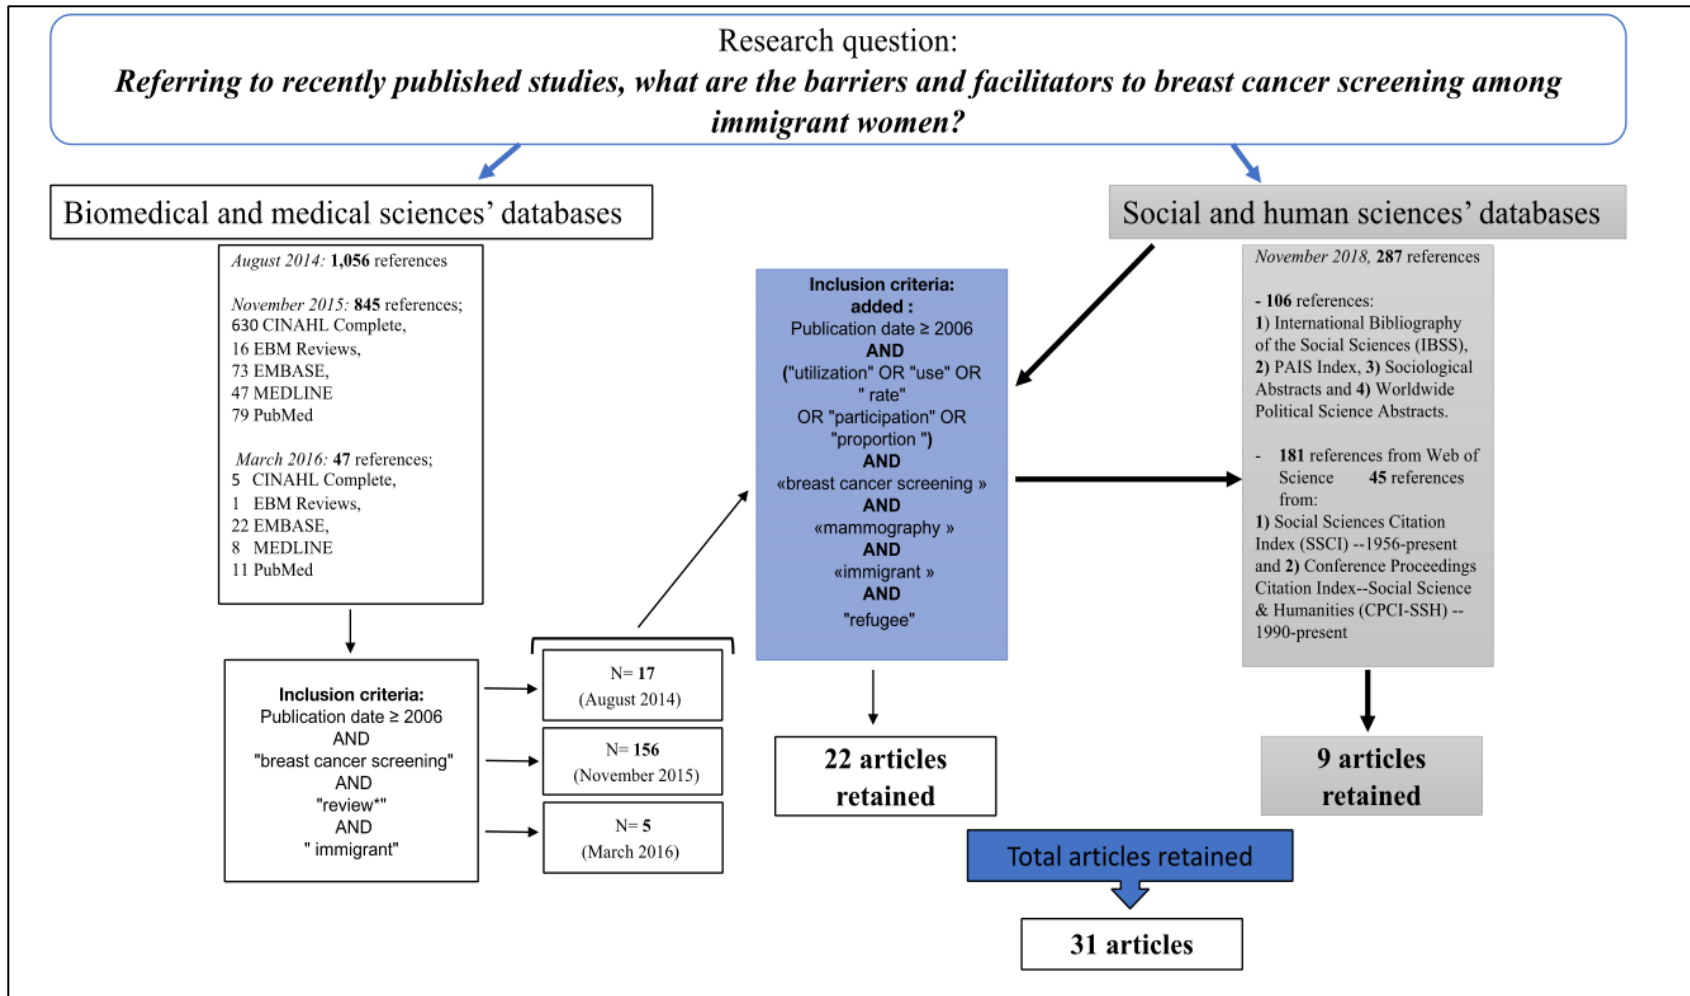 Research question:
Referring to recently published studies, what are the barriers and facilitators to breast cancer screening among
immigrant women?
Biomedical and medical sciences’ databases
August 2014: 1,056 references
November 2015: 845 references;
630 CINAHL Complete,
16 EBM Reviews,
73 EMBASE,
47 MEDLINE
79 PubMed
March 2016: 47 references;
5 CINAHL Complete,
1 EBM Reviews,
22 EMBASE,
8 MEDLINE
11 PubMed
Inclusion criteria:
Publication date ≥ 2006
AND
"breast cancer screening"
AND
"review*"
AND
" immigrant"
N= 17
(August 2014)
N= 156
(November 2015)
N= 5
(March 2016)
Inclusion criteria:
added :
Publication date ≥ 2006
AND
("utilization" OR "use" OR
" rate"
OR "participation" OR
"proportion ")
AND
«breast cancer screening »
AND
«mammography »
AND
«immigrant »
AND
"refugee"
22 articles
retained
Social and human sciences’ databases
November 2018, 287 references
- 106 references:
1) International Bibliography
of the Social Sciences (IBSS),
2) PAIS Index, 3) Sociological
Abstracts and 4) Worldwide
Political Science Abstracts.
- 181 references from Web of
Science 45 references
from:
1) Social Sciences Citation
Index (SSCI) --1956-present
and 2) Conference Proceedings
Citation Index--Social Science
& Humanities (CPCI-SSH) --
1990-present
9 articles
retained
Total articles retained
31 articles